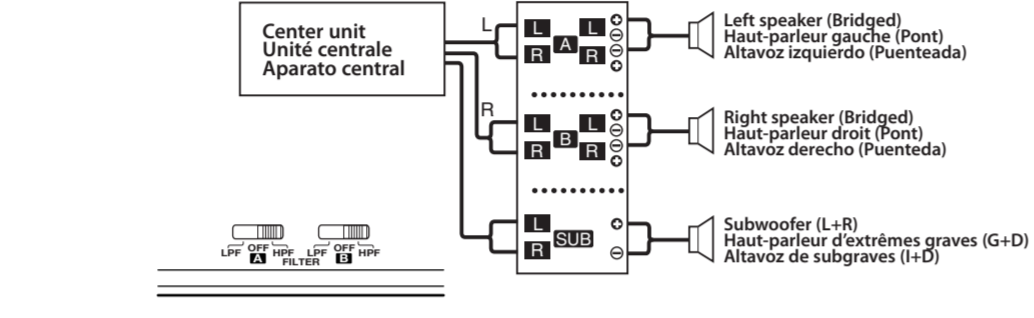 Center unit
Unité centrale
Aparato central
L
R
L L
A
R R
L L
B
R R
L
SUB
R
Left speaker (Bridged)
Haut-parleur gauche (Pont)
Altavoz izquierdo (Puenteada)
Right speaker (Bridged)
Haut-parleur droit (Pont)
Altavoz derecho (Puenteda)
Subwoofer (L+R)
Haut-parleur d'extrêmes graves (G+D)
Altavoz de subgraves (I+D)
LPF OFF HPF LPF OFF HPF
A FILTER B